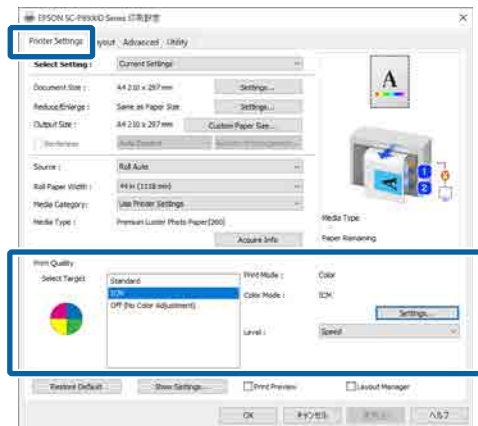 EPSON SC-P8500D Series 印刷設定
Printer Settings Layout Advanced Utility
Select Setting : Current Settings
Document Size : A4 210 x 297 mm Settings...
Reduce/Enlarge : Same as Paper Size Settings...
Output Size : A4 210 x 297 mm Custom Paper Size...
Borderless Auto Expand
Source : Roll Auto
Roll Paper Width : 44 in (1118 mm)
Media Category: Use Printer Settings
Media Type : Premium Luster Photo Paper(260)
Acquire Info
A
1
2
Media Type
Paper Remaining
Print Quality
Select Target Standard
ICM
Off (No Color Adjustment)
Print Mode : Color
Color Mode : ICM
Settings...
Level : Speed
Restore Default Show Settings... Print Preview Layout Manager
OK キャンセル ヘルプ